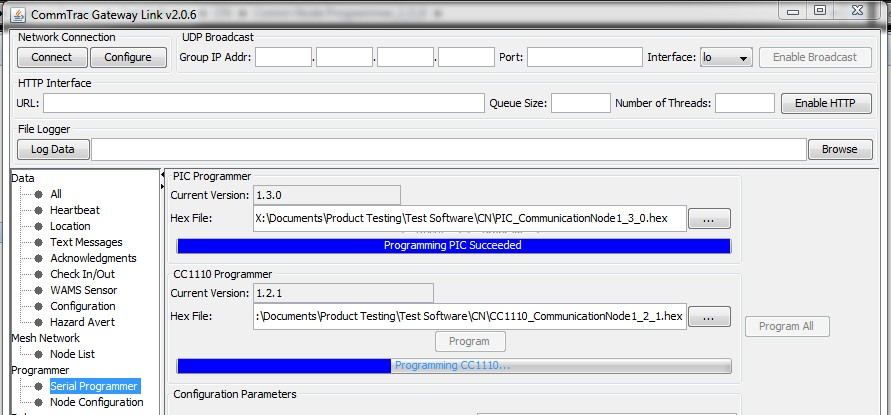 CommTrac Gateway Link v2.0.6
Network Connection
Connect Configure
UDP Broadcast
Group IP Addr: . . . Port: Interface: lo Enable Broadcast
HTTP Interface
URL: Queue Size: Number of Threads: Enable HTTP
File Logger
Log Data Browse
Data
All
Heartbeat
Location
Text Messages
Acknowledgments
Check In/Out
WAMS Sensor
Configuration
Hazard Avert
Mesh Network
Node List
Programmer
Serial Programmer
Node Configuration
PIC Programmer
Current Version: 1.3.0
Hex File: X:\Documents\Product Testing\Test Software\CN\PIC_CommunicationNode1_3_0.hex ...
Programming PIC Succeeded
CC1110 Programmer
Current Version: 1.2.1
Hex File: :\Documents\Product Testing\Test Software\CN\CC1110_CommunicationNode1_2_1.hex ...
Program
Programming CC1110...
Program All
Configuration Parameters